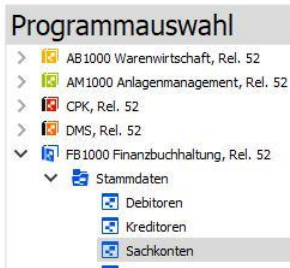 Programmauswahl
AB1000 Warenwirtschaft, Rel. 52
AM1000 Anlagenmanagement, Rel. 52
CPK, Rel. 52
DMS, Rel. 52
FB1000 Finanzbuchhaltung, Rel. 52
Stammdaten
Debitoren
Kreditoren
Sachkonten